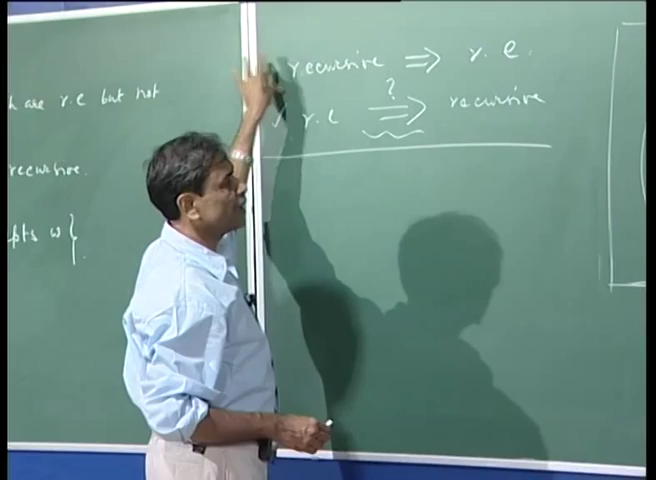 are r.e but not
recursive.
pts w }
recursive ⇒ r.e.
?
r.e ⇒ recursive